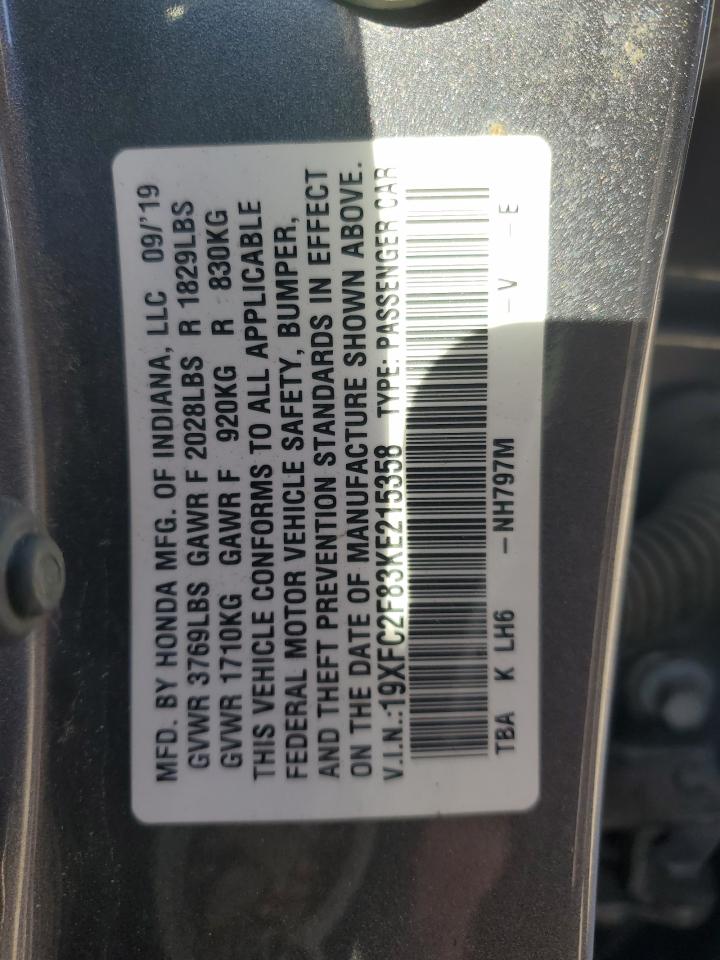 MFD. BY HONDA MFG. OF INDIANA, LLC 09/'19
GVWR 3769LBS GAWR F 2028LBS R 1829LBS
GVWR 1710KG GAWR F 920KG R 830KG
THIS VEHICLE CONFORMS TO ALL APPLICABLE
FEDERAL MOTOR VEHICLE SAFETY, BUMPER,
AND THEFT PREVENTION STANDARDS IN EFFECT
ON THE DATE OF MANUFACTURE SHOWN ABOVE.
V.I.N.:19XFC2F83KE215358 TYPE: PASSENGER CAR
TBA K LH6 -NH797M -V -E